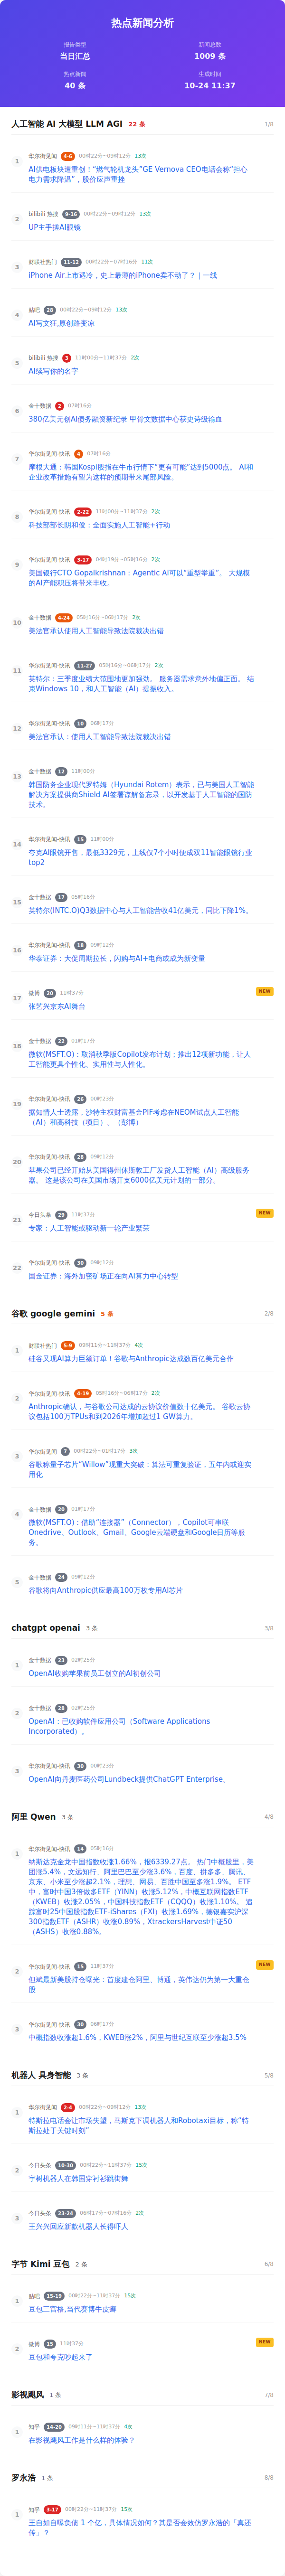 热点新闻分析
报告类型
当日汇总
新闻总数
1009 条
热点新闻
40 条
生成时间
10-24 11:37
人工智能 AI 大模型 LLM AGI 22 条 1/8
1
华尔街见闻 4-6 00时22分~09时12分 13次
AI供电板块遭重创！“燃气轮机龙头”GE Vernova CEO电话会称“担心
电力需求降温”，股价应声重挫
2
bilibili 热搜 9-16 00时22分~09时12分 13次
UP主手搓AI眼镜
3
财联社热门 11-12 00时22分~07时16分 11次
iPhone Air上市遇冷，史上最薄的iPhone卖不动了？｜一线
4
贴吧 28 00时22分~09时12分 13次
AI写文狂,原创路变凉
5
bilibili 热搜 3 11时00分~11时37分 2次
AI续写你的名字
6
金十数据 2 07时16分
380亿美元创AI债务融资新纪录 甲骨文数据中心获史诗级输血
7
华尔街见闻-快讯 4 07时16分
摩根大通：韩国Kospi股指在牛市行情下“更有可能”达到5000点。 AI和
企业改革措施有望为这样的预期带来尾部风险。
8
华尔街见闻-快讯 2-22 11时00分~11时37分 2次
科技部部长阴和俊：全面实施人工智能+行动
9
华尔街见闻-快讯 3-17 04时19分~05时16分 2次
美国银行CTO Gopalkrishnan：Agentic AI可以“重型举重”。 大规模
的AI产能积压将带来丰收。
10
金十数据 4-24 05时16分~06时17分 2次
美法官承认使用人工智能导致法院裁决出错
11
华尔街见闻-快讯 11-27 05时16分~06时17分 2次
英特尔：三季度业绩大范围地更加强劲。 服务器需求意外地偏正面。 结
束Windows 10，和人工智能（AI）提振收入。
12
华尔街见闻-快讯 10 06时17分
美法官承认：使用人工智能导致法院裁决出错
13
金十数据 12 11时00分
韩国防务企业现代罗特姆（Hyundai Rotem）表示，已与美国人工智能
解决方案提供商Shield AI签署谅解备忘录，以开发基于人工智能的国防
技术。
14
华尔街见闻-快讯 15 11时00分
夸克AI眼镜开售，最低3329元，上线仅7个小时便成双11智能眼镜行业
top2
15
金十数据 17 05时16分
英特尔(INTC.O)Q3数据中心与人工智能营收41亿美元，同比下降1%。
16
华尔街见闻-快讯 18 09时12分
华泰证券：大促周期拉长，闪购与AI+电商或成为新变量
17
微博 20 11时37分 NEW
张艺兴京东AI舞台
18
金十数据 22 01时17分
微软(MSFT.O)：取消秋季版Copilot发布计划；推出12项新功能，让人
工智能更具个性化、实用性与人性化。
19
华尔街见闻-快讯 26 00时23分
据知情人士透露，沙特主权财富基金PIF考虑在NEOM试点人工智能
（AI）和高科技（项目）。（彭博）
20
华尔街见闻-快讯 28 09时12分
苹果公司已经开始从美国得州休斯敦工厂发货人工智能（AI）高级服务
器。 这是该公司在美国市场开支6000亿美元计划的一部分。
21
今日头条 29 11时37分 NEW
专家：人工智能或驱动新一轮产业繁荣
22
华尔街见闻-快讯 30 09时12分
国金证券：海外加密矿场正在向AI算力中心转型
谷歌 google gemini 5 条 2/8
1
财联社热门 5-9 09时11分~11时37分 4次
硅谷又现AI算力巨额订单！谷歌与Anthropic达成数百亿美元合作
2
华尔街见闻-快讯 4-19 05时16分~06时17分 2次
Anthropic确认，与谷歌公司达成的云协议价值数十亿美元。 谷歌云协
议包括100万TPUs和到2026年增加超过1 GW算力。
3
华尔街见闻 7 00时22分~01时17分 3次
谷歌称量子芯片“Willow”现重大突破：算法可重复验证，五年内或迎实
用化
4
金十数据 20 01时17分
微软(MSFT.O)：借助“连接器”（Connector），Copilot可串联
Onedrive、Outlook、Gmail、Google云端硬盘和Google日历等服
务。
5
金十数据 24 09时12分
谷歌将向Anthropic供应最高100万枚专用AI芯片
chatgpt openai 3 条 3/8
1
金十数据 23 02时25分
OpenAI收购苹果前员工创立的AI初创公司
2
金十数据 28 02时25分
OpenAI：已收购软件应用公司（Software Applications
Incorporated）。
3
华尔街见闻-快讯 30 00时23分
OpenAI向丹麦医药公司Lundbeck提供ChatGPT Enterprise。
阿里 Qwen 3 条 4/8
1
华尔街见闻-快讯 14 05时16分
纳斯达克金龙中国指数收涨1.66%，报6339.27点。 热门中概股里，美
团涨5.4%，文远知行、阿里巴巴至少涨3.6%，百度、拼多多、腾讯、
京东、小米至少涨超2.1%，理想、网易、百胜中国至多涨1.9%。 ETF
中，富时中国3倍做多ETF（YINN）收涨5.12%，中概互联网指数ETF
（KWEB）收涨2.05%，中国科技指数ETF（CQQQ）收涨1.10%。 追
踪富时25中国股指数ETF-iShares（FXI）收涨1.69%，德银嘉实沪深
300指数ETF（ASHR）收涨0.89%，XtrackersHarvest中证50
（ASHS）收涨0.88%。
2
华尔街见闻-快讯 15 11时37分 NEW
但斌最新美股持仓曝光：首度建仓阿里、博通，英伟达仍为第一大重仓
股
3
华尔街见闻-快讯 30 06时17分
中概指数收涨超1.6%，KWEB涨2%，阿里与世纪互联至少涨超3.5%
机器人 具身智能 3 条 5/8
1
华尔街见闻 2-4 00时22分~09时12分 13次
特斯拉电话会让市场失望，马斯克下调机器人和Robotaxi目标，称“特
斯拉处于关键时刻”
2
今日头条 10-30 00时22分~11时37分 15次
宇树机器人在韩国穿衬衫跳街舞
3
今日头条 23-24 06时17分~07时16分 2次
王兴兴回应新款机器人长得吓人
字节 Kimi 豆包 2 条 6/8
1
贴吧 15-19 00时22分~11时37分 15次
豆包三宫格,当代赛博牛皮癣
2
微博 15 11时37分 NEW
豆包和夸克吵起来了
影视飓风 1 条 7/8
1
知乎 14-20 09时11分~11时37分 4次
在影视飓风工作是什么样的体验？
罗永浩 1 条 8/8
1
知乎 3-17 00时22分~11时37分 15次
王自如自曝负债 1 个亿，具体情况如何？其是否会效仿罗永浩的「真还
传」？